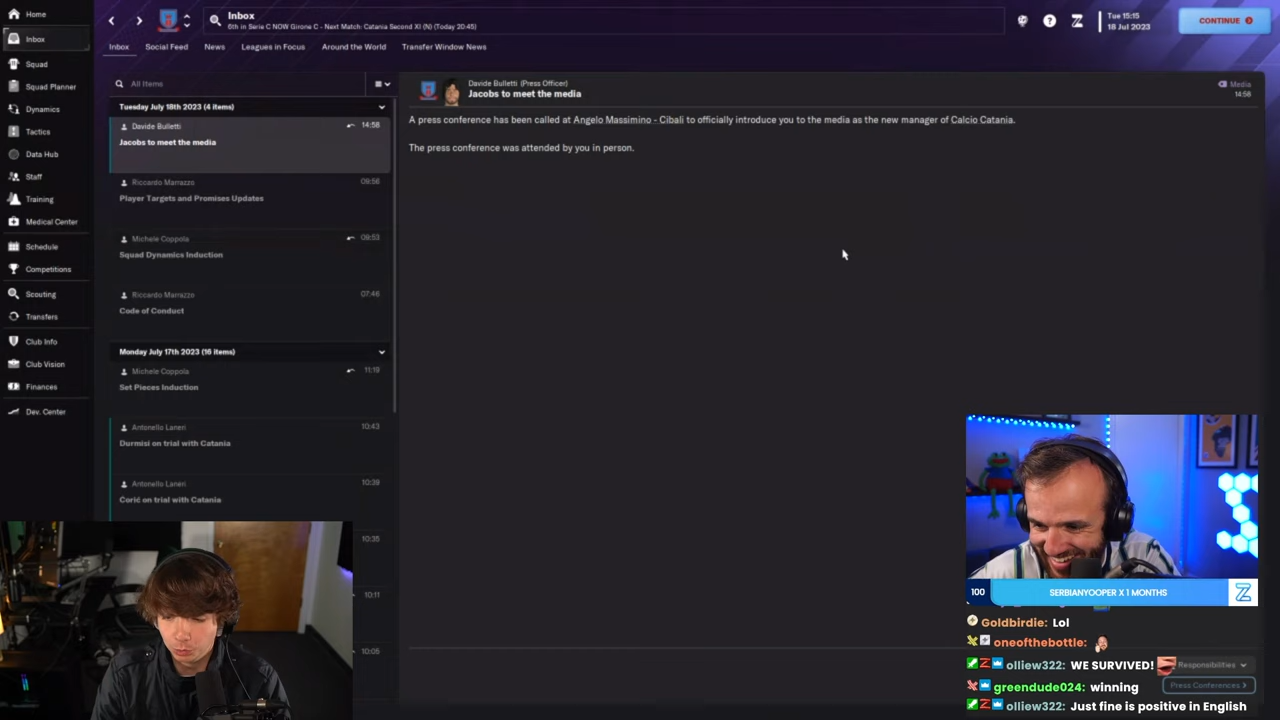 Home
Inbox
Squad
Squad Planner
Dynamics
Tactics
Data Hub
Staff
Training
Medical Center
Schedule
Competitions
Scouting
Transfers
Club Info
Club Vision
Finances
Dev. Center
Inbox
6th in Serie C NOW Girone C - Next Match: Catania Second XI (N) (Today 20:45)
Tue 15:15
18 Jul 2023
CONTINUE
Inbox
Social Feed
News
Leagues in Focus
Around the World
Transfer Window News
All Items
Tuesday July 18th 2023 (4 items)
Davide Bulletti
14:58
Jacobs to meet the media
Riccardo Marrazzo
09:56
Player Targets and Promises Updates
Michele Coppola
09:53
Squad Dynamics Induction
Riccardo Marrazzo
07:46
Code of Conduct
Monday July 17th 2023 (16 items)
Michele Coppola
11:19
Set Pieces Induction
Antonello Laneri
10:43
Durmisi on trial with Catania
Antonello Laneri
10:39
Ćorić on trial with Catania
10:35
10:11
10:05
Davide Bulletti (Press Officer)
Jacobs to meet the media
Media
14:58
A press conference has been called at Angelo Massimino - Cibali to officially introduce you to the media as the new manager of Calcio Catania.
The press conference was attended by you in person.
100
SERBIANYOOPER X 1 MONTHS
Goldbirdie: Lol
oneofthebottle:
olliew322: WE SURVIVED!
Responsibilities
greendude024: winning
Press Conferences >
olliew322: Just fine is positive in English